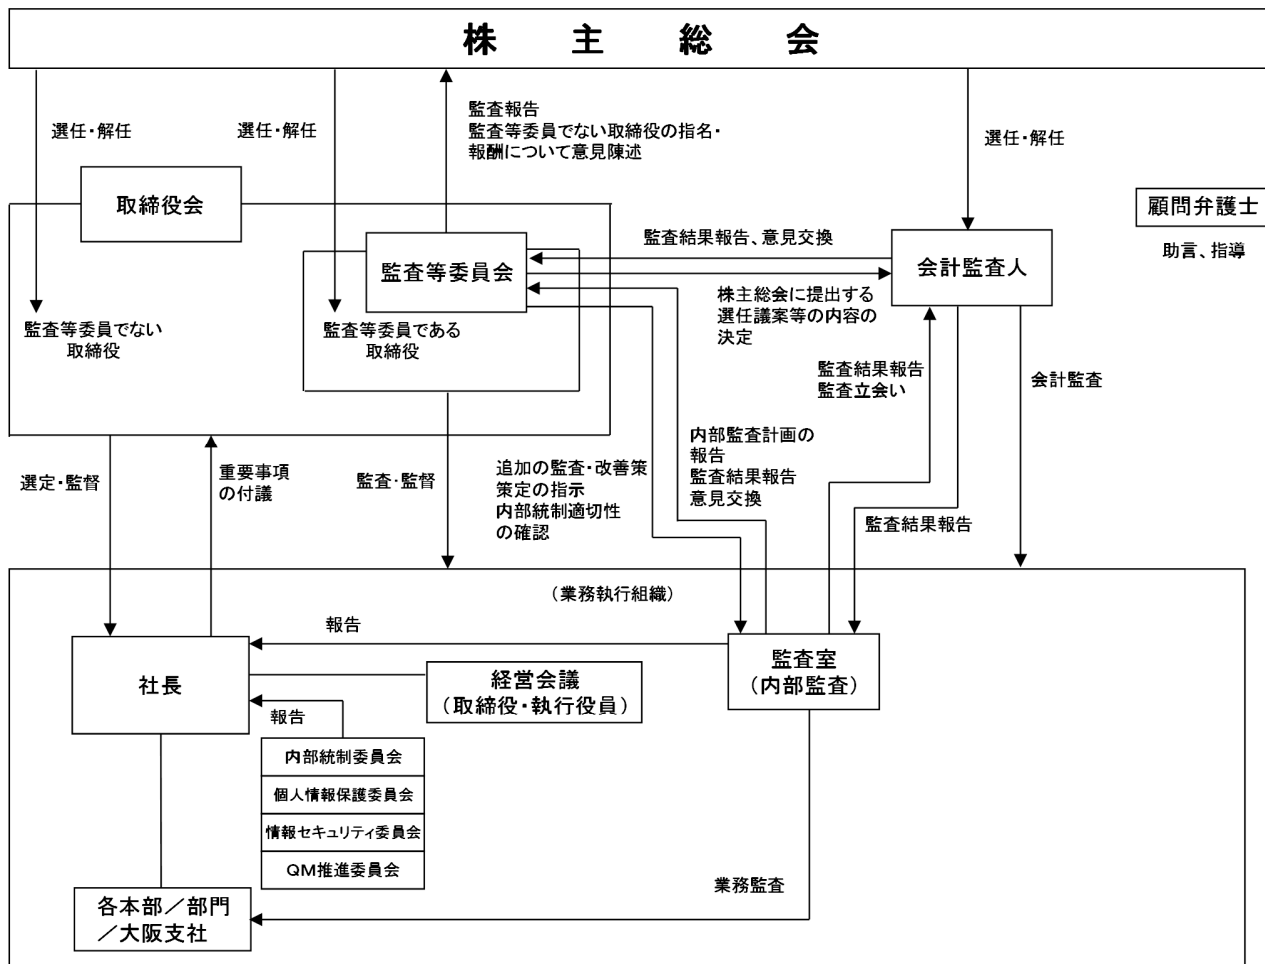 株主総会
選任・解任
選任・解任
監査報告
監査等委員でない取締役の指名・
報酬について意見陳述
選任・解任
取締役会
顧問弁護士
助言、指導
監査等委員会
監査結果報告、意見交換
会計監査人
株主総会に提出する
選任議案等の内容の
決定
監査等委員でない
取締役
監査等委員である
取締役
監査結果報告
監査立会い
会計監査
選定・監督
重要事項
の付議
監査・監督
追加の監査・改善策
策定の指示
内部統制適切性
の確認
内部監査計画の
報告
監査結果報告
意見交換
監査結果報告
（業務執行組織）
報告
社長
経営会議
（取締役・執行役員）
監査室
（内部監査）
報告
内部統制委員会
個人情報保護委員会
情報セキュリティ委員会
QM推進委員会
業務監査
各本部／部門
／大阪支社